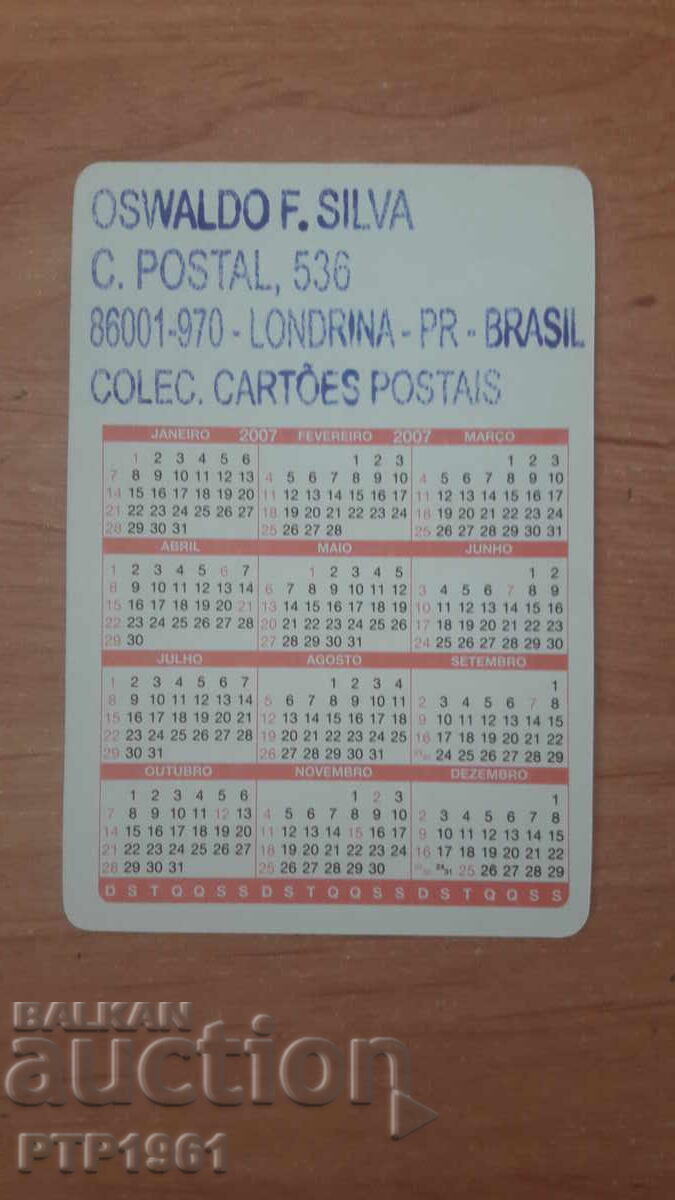 OSWALDO F. SILVA
C. POSTAL, 536
86001-970 - LONDRINA - PR - BRASIL
COLEC. CARTÕES POSTAIS
JANEIRO 2007 FEVEREIRO 2007 MARÇO
1 2 3 4 5 6 1 2 3 1 2 3
7 8 9 10 11 12 13 4 5 6 7 8 9 10 4 5 6 7 8 9 10
14 15 16 17 18 19 20 11 12 13 14 15 16 17 11 12 13 14 15 16 17
21 22 23 24 25 26 27 18 19 20 21 22 23 24 18 19 20 21 22 23 24
28 29 30 31 25 26 27 28 25 26 27 28 29 30 31
ABRIL MAIO JUNHO
1 2 3 4 5 6 7 1 2 3 4 5 1 2
8 9 10 11 12 13 14 6 7 8 9 10 11 12 3 4 5 6 7 8 9
15 16 17 18 19 20 21 13 14 15 16 17 18 19 10 11 12 13 14 15 16
22 23 24 25 26 27 28 20 21 22 23 24 25 26 17 18 19 20 21 22 23
29 30 27 28 29 30 31 24 25 26 27 28 29 30
JULHO AGOSTO SETEMBRO
1 2 3 4 5 6 7 1 2 3 4 1
8 9 10 11 12 13 14 5 6 7 8 9 10 11 2 3 4 5 6 7 8
15 16 17 18 19 20 21 12 13 14 15 16 17 18 9 10 11 12 13 14 15
22 23 24 25 26 27 28 19 20 21 22 23 24 25 16 17 18 19 20 21 22
29 30 31 26 27 28 29 30 31 23/30 24 25 26 27 28 29
OUTUBRO NOVEMBRO DEZEMBRO
1 2 3 4 5 6 1 2 3 1
7 8 9 10 11 12 13 4 5 6 7 8 9 10 2 3 4 5 6 7 8
14 15 16 17 18 19 20 11 12 13 14 15 16 17 9 10 11 12 13 14 15
21 22 23 24 25 26 27 18 19 20 21 22 23 24 16 17 18 19 20 21 22
28 29 30 31 25 26 27 28 29 30 23/30 24/31 25 26 27 28 29
D S T Q Q S S D S T Q Q S S D S T Q Q S S
BALKAN
auction
PTP1961